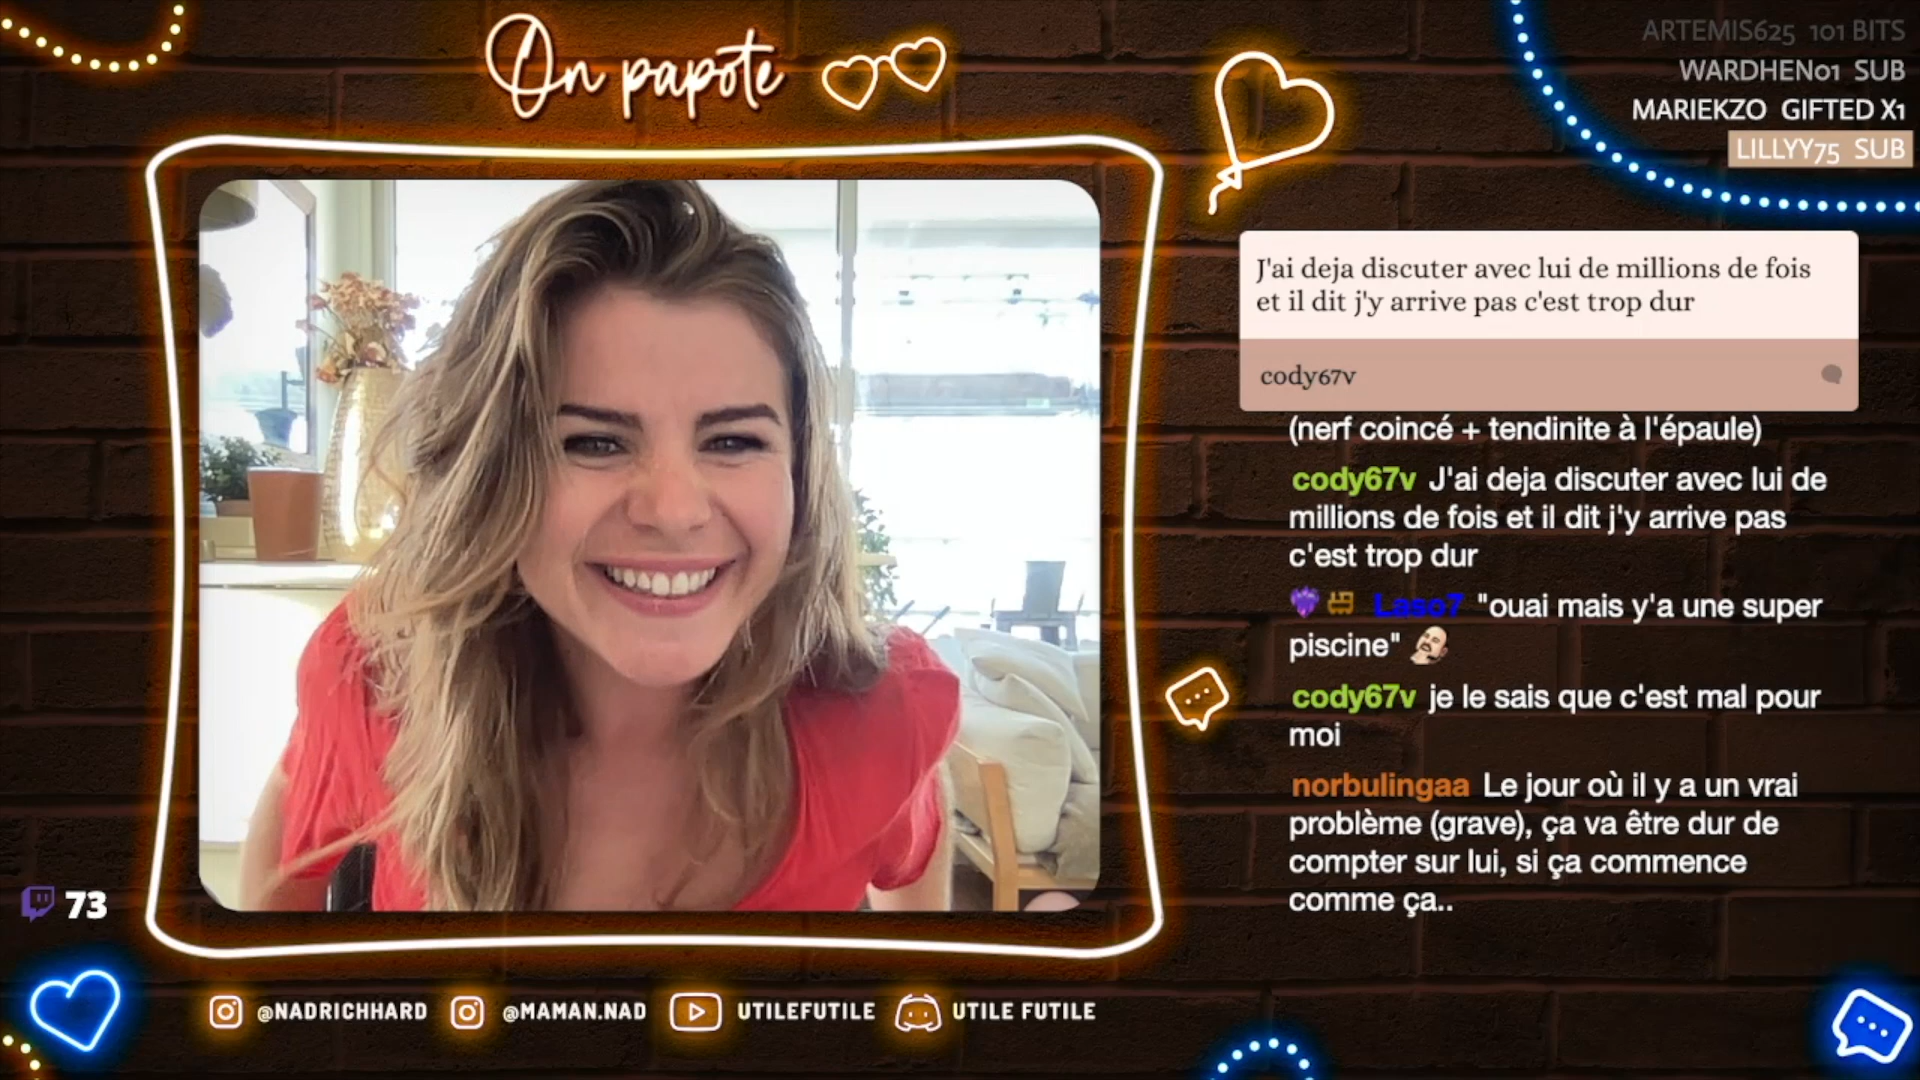 On papote
ARTEMIS625 101 BITS
WARDHEN01 SUB
MARIEKZO GIFTED X1
LILLYY75 SUB
J'ai deja discuter avec lui de millions de fois
et il dit j'y arrive pas c'est trop dur
cody67v
(nerf coincé + tendinite à l'épaule)
cody67v J'ai deja discuter avec lui de
millions de fois et il dit j'y arrive pas
c'est trop dur
Laso7 "ouai mais y'a une super
piscine"
cody67v je le sais que c'est mal pour
moi
norbulingaa Le jour où il y a un vrai
problème (grave), ça va être dur de
compter sur lui, si ça commence
comme ça..
73
@NADRICHHARD @MAMAN.NAD UTILEFUTILE UTILE FUTILE